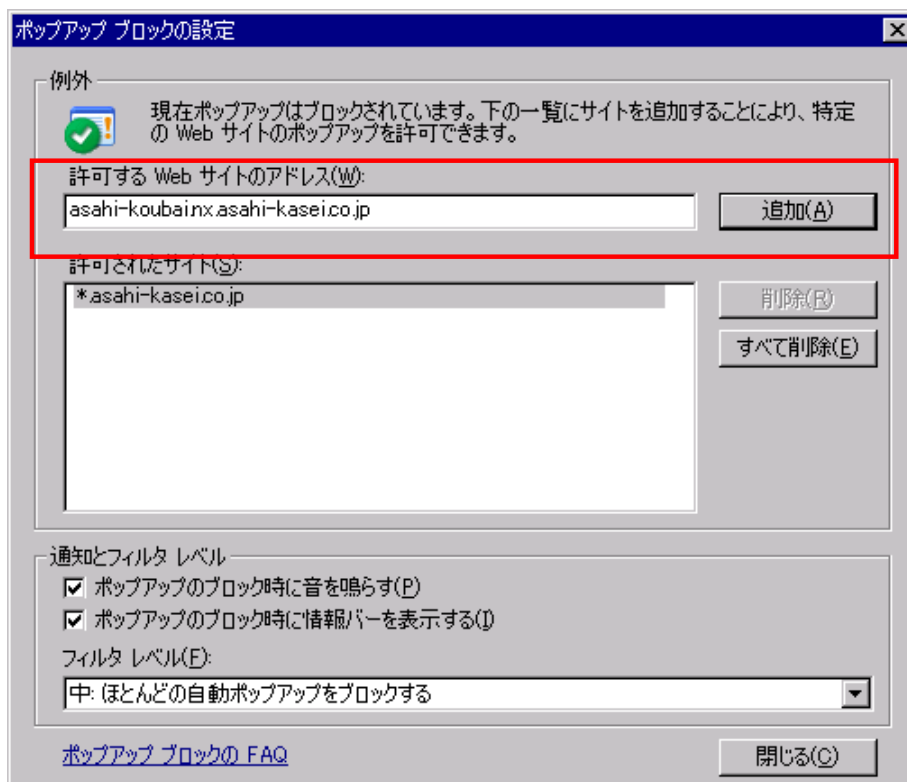 ポップアップ ブロックの設定
例外
現在ポップアップはブロックされています。下の一覧にサイトを追加することにより、特定
の Web サイトのポップアップを許可できます。
許可する Web サイトのアドレス(W):
asahi-koubai.nx.asahi-kasei.co.jp
追加(A)
許可されたサイト(S):
*.asahi-kasei.co.jp
削除(R)
すべて削除(E)
通知とフィルタ レベル
ポップアップのブロック時に音を鳴らす(P)
ポップアップのブロック時に情報バーを表示する(I)
フィルタ レベル(F):
中: ほとんどの自動ポップアップをブロックする
ポップアップ ブロックの FAQ
閉じる(C)